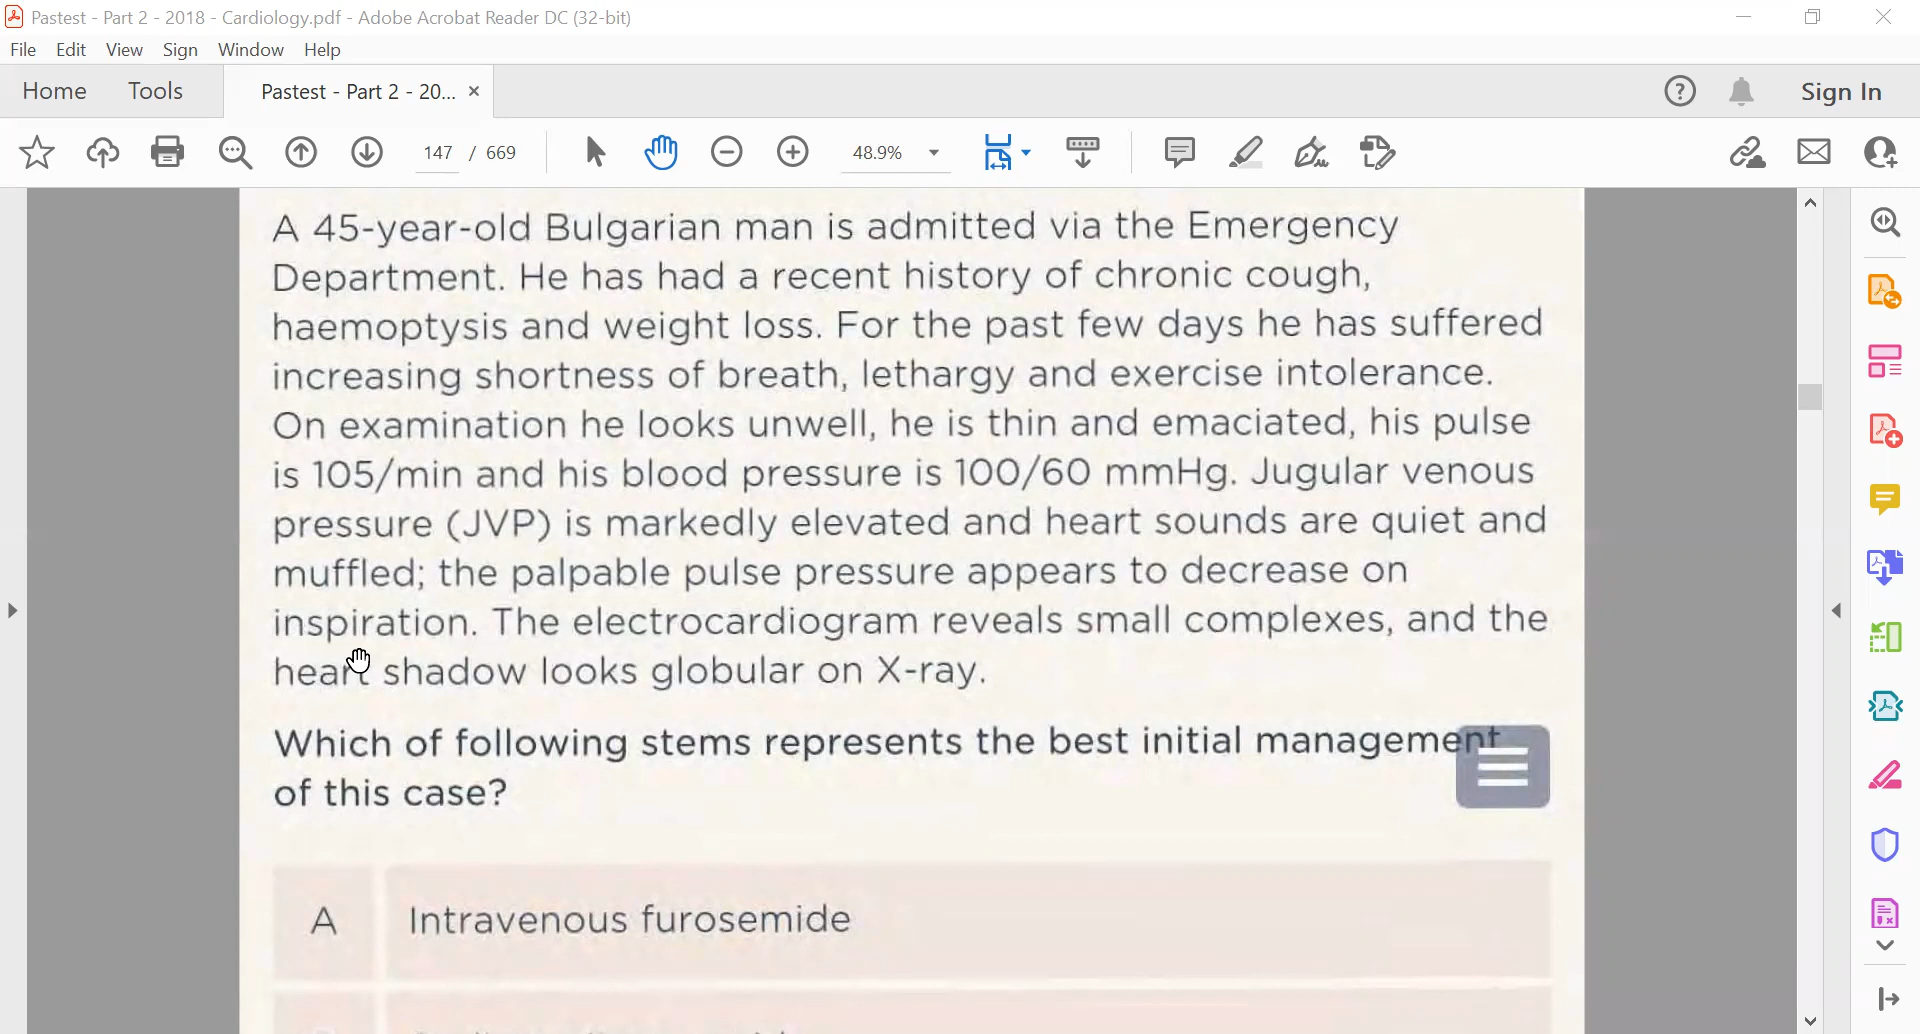 Pastest - Part 2 - 2018 - Cardiology.pdf - Adobe Acrobat Reader DC (32-bit)
File Edit View Sign Window Help
Home Tools Pastest - Part 2 - 20... × Sign In
147 / 669 48.9%
A 45-year-old Bulgarian man is admitted via the Emergency
Department. He has had a recent history of chronic cough,
haemoptysis and weight loss. For the past few days he has suffered
increasing shortness of breath, lethargy and exercise intolerance.
On examination he looks unwell, he is thin and emaciated, his pulse
is 105/min and his blood pressure is 100/60 mmHg. Jugular venous
pressure (JVP) is markedly elevated and heart sounds are quiet and
muffled; the palpable pulse pressure appears to decrease on
inspiration. The electrocardiogram reveals small complexes, and the
heart shadow looks globular on X-ray.
Which of following stems represents the best initial management
of this case?
A Intravenous furosemide